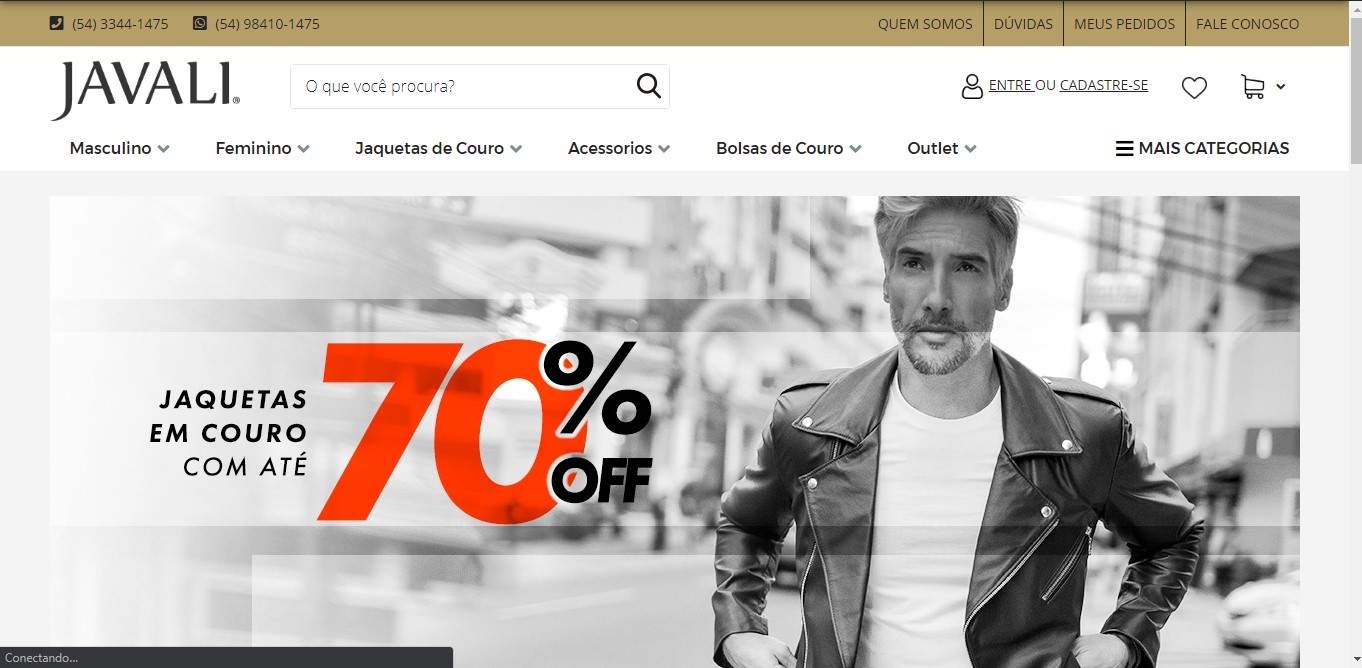 (54) 3344-1475 (54) 98410-1475 QUEM SOMOS DÚVIDAS MEUS PEDIDOS FALE CONOSCO
JAVALI®
O que você procura?
ENTRE OU CADASTRE-SE
Masculino Feminino Jaquetas de Couro Acessorios Bolsas de Couro Outlet MAIS CATEGORIAS
JAQUETAS
EM COURO
COM ATÉ
70%
OFF
Conectando...